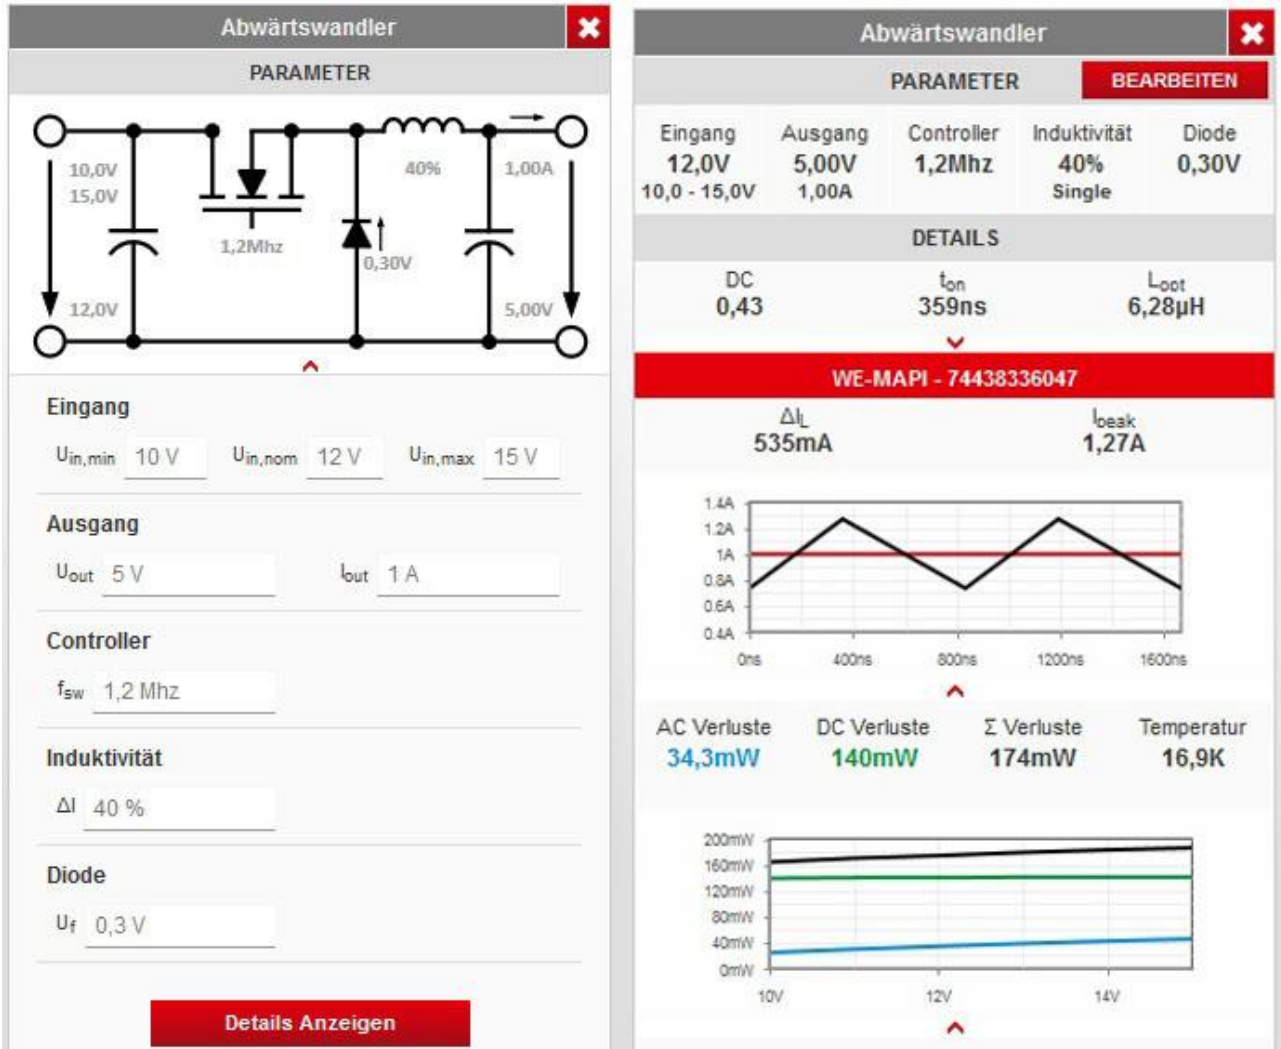 Abwärtswandler
PARAMETER
10,0V
15,0V
40%
1,00A
1,2Mhz
0,30V
12,0V
5,00V
Eingang
Uin,min 10 V Uin,nom 12 V Uin,max 15 V
Ausgang
Uout 5 V Iout 1 A
Controller
fsw 1,2 Mhz
Induktivität
ΔI 40 %
Diode
Uf 0,3 V
Details Anzeigen
Abwärtswandler
PARAMETER BEARBEITEN
Eingang Ausgang Controller Induktivität Diode
12,0V 5,00V 1,2Mhz 40% 0,30V
10,0 - 15,0V 1,00A Single
DETAILS
DC ton Lopt
0,43 359ns 6,28µH
WE-MAPI - 74438336047
ΔIL Ipeak
535mA 1,27A
1.4A
1.2A
1A
0.8A
0.6A
0.4A
0ns 400ns 800ns 1200ns 1600ns
AC Verluste DC Verluste Σ Verluste Temperatur
34,3mW 140mW 174mW 16,9K
200mW
160mW
120mW
80mW
40mW
0mW
10V 12V 14V